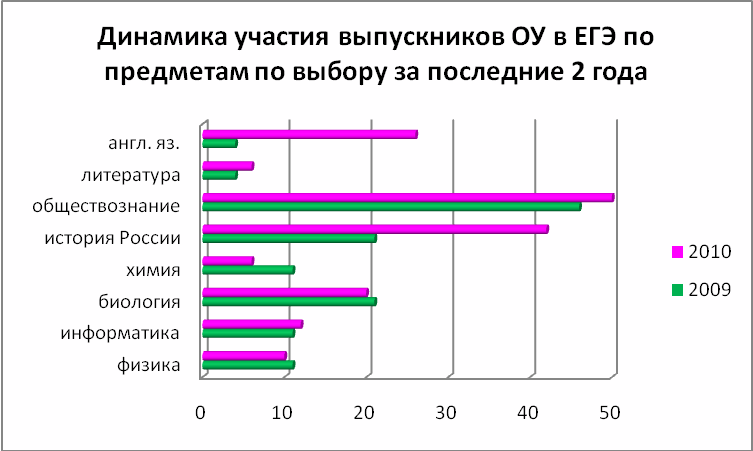 Динамика участия выпускников ОУ в ЕГЭ по
предметам по выбору за последние 2 года
англ. яз.
литература
обществознание
история России
химия
биология
информатика
физика
0 10 20 30 40 50
2010
2009